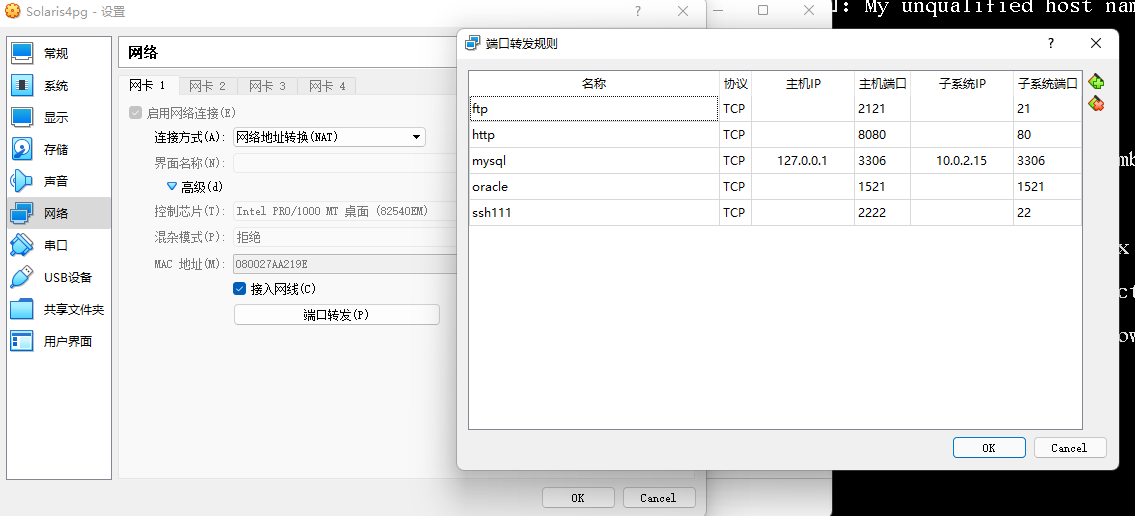 Solaris4pg - 设置
常规
系统
显示
存储
声音
网络
串口
USB设备
共享文件夹
用户界面
网络
网卡 1 网卡 2 网卡 3 网卡 4
启用网络连接(E)
连接方式(A): 网络地址转换(NAT)
界面名称(N):
高级(d)
控制芯片(T): Intel PRO/1000 MT 桌面 (82540EM)
混杂模式(P): 拒绝
MAC 地址(M): 080027AA219E
接入网线(C)
端口转发(P)
OK Cancel
: My unqualified host nam
端口转发规则
名称 协议 主机IP 主机端口 子系统IP 子系统端口
ftp TCP 2121 21
http TCP 8080 80
mysql TCP 127.0.0.1 3306 10.0.2.15 3306
oracle TCP 1521 1521
ssh111 TCP 2222 22
OK Cancel
mb
x
ct
ow